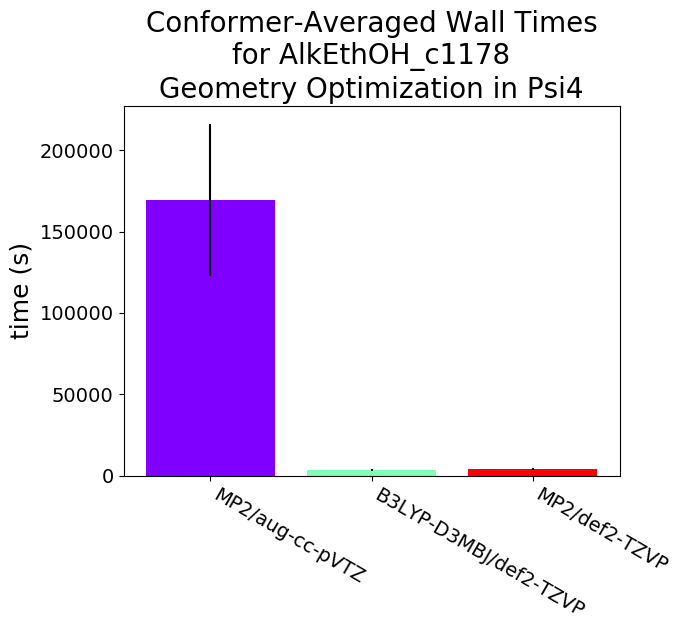 Conformer-Averaged Wall Times
for AlkEthOH_c1178
Geometry Optimization in Psi4
time (s)
200000
150000
100000
50000
0
MP2/aug-cc-pVTZ
B3LYP-D3MBJ/def2-TZVP
MP2/def2-TZVP